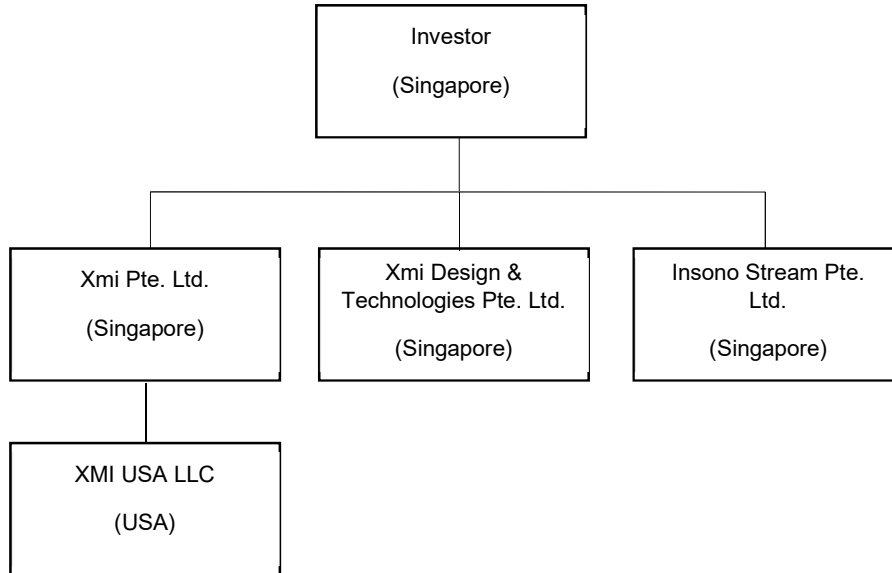 Investor
(Singapore)
Xmi Pte. Ltd.
(Singapore)
Xmi Design &
Technologies Pte. Ltd.
(Singapore)
Insono Stream Pte.
Ltd.
(Singapore)
XMI USA LLC
(USA)